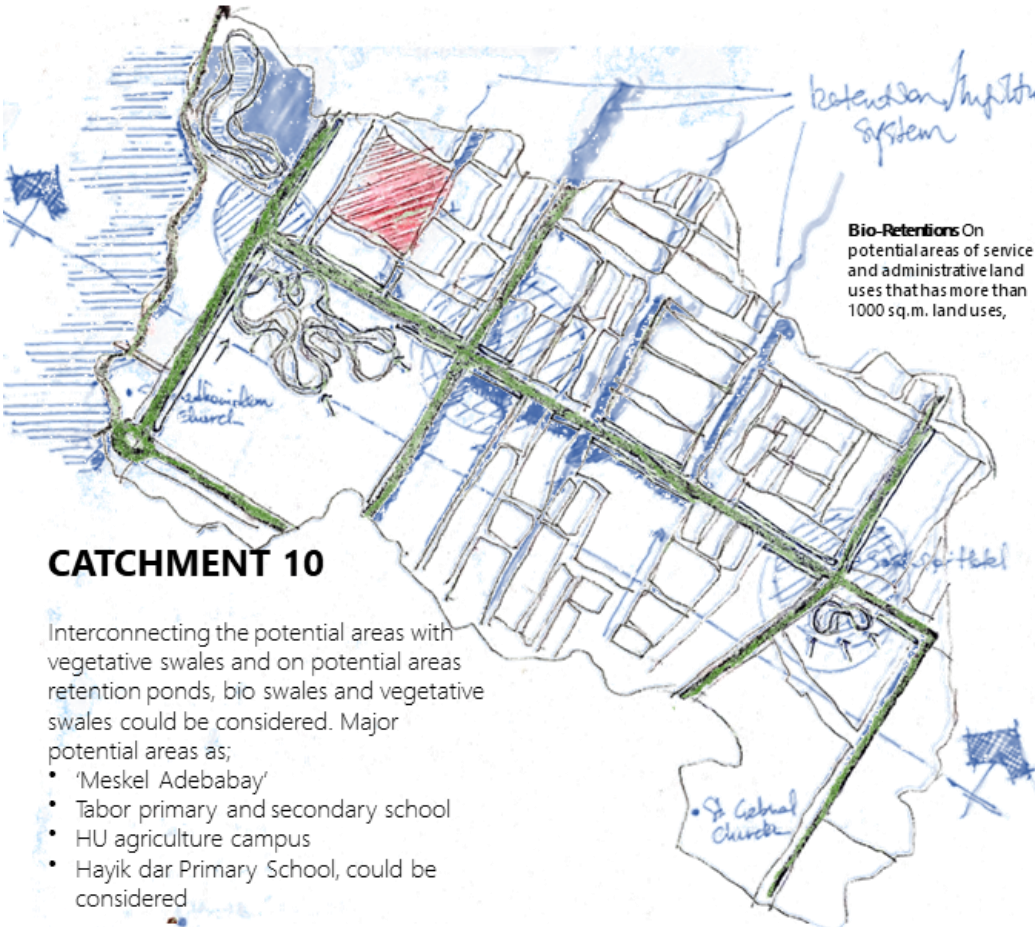 System
Bio-Retentions On
potential areas of service
and administrative land
uses that has more than
1000 sq.m. land uses,
church
Hotel
CATCHMENT 10
Interconnecting the potential areas with
vegetative swales and on potential areas
retention ponds, bio swales and vegetative
swales could be considered. Major
potential areas as;
• 'Meskel Adebabay'
• Tabor primary and secondary school
• HU agriculture campus
• Hayik dar Primary School, could be
considered
• St Gabriel
Church